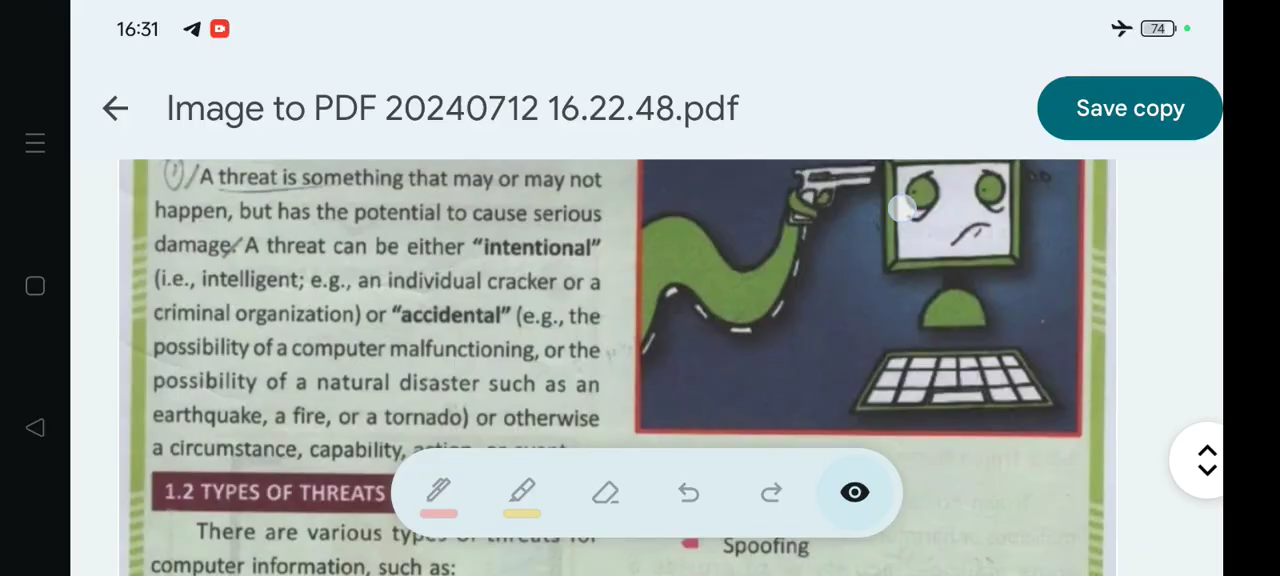 16:31
74
Image to PDF 20240712 16.22.48.pdf
Save copy
A threat is something that may or may not
happen, but has the potential to cause serious
damage. A threat can be either “intentional”
(i.e., intelligent; e.g., an individual cracker or a
criminal organization) or “accidental” (e.g., the
possibility of a computer malfunctioning, or the
possibility of a natural disaster such as an
earthquake, a fire, or a tornado) or otherwise
a circumstance, capability,
1.2 TYPES OF THREATS
There are various
computer information, such as:
Spoofing